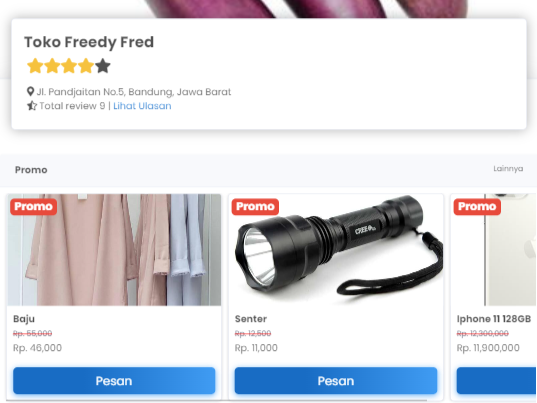 Toko Freedy Fred
Jl. Pandjaitan No.5, Bandung, Jawa Barat
Total review 9 | Lihat Ulasan
Promo
Lainnya
Promo
Baju
Rp. 55,000
Rp. 46,000
Pesan
Promo
CREE
Senter
Rp. 12,500
Rp. 11,000
Pesan
Promo
Iphone 11 128GB
Rp. 12,300,000
Rp. 11,900,000